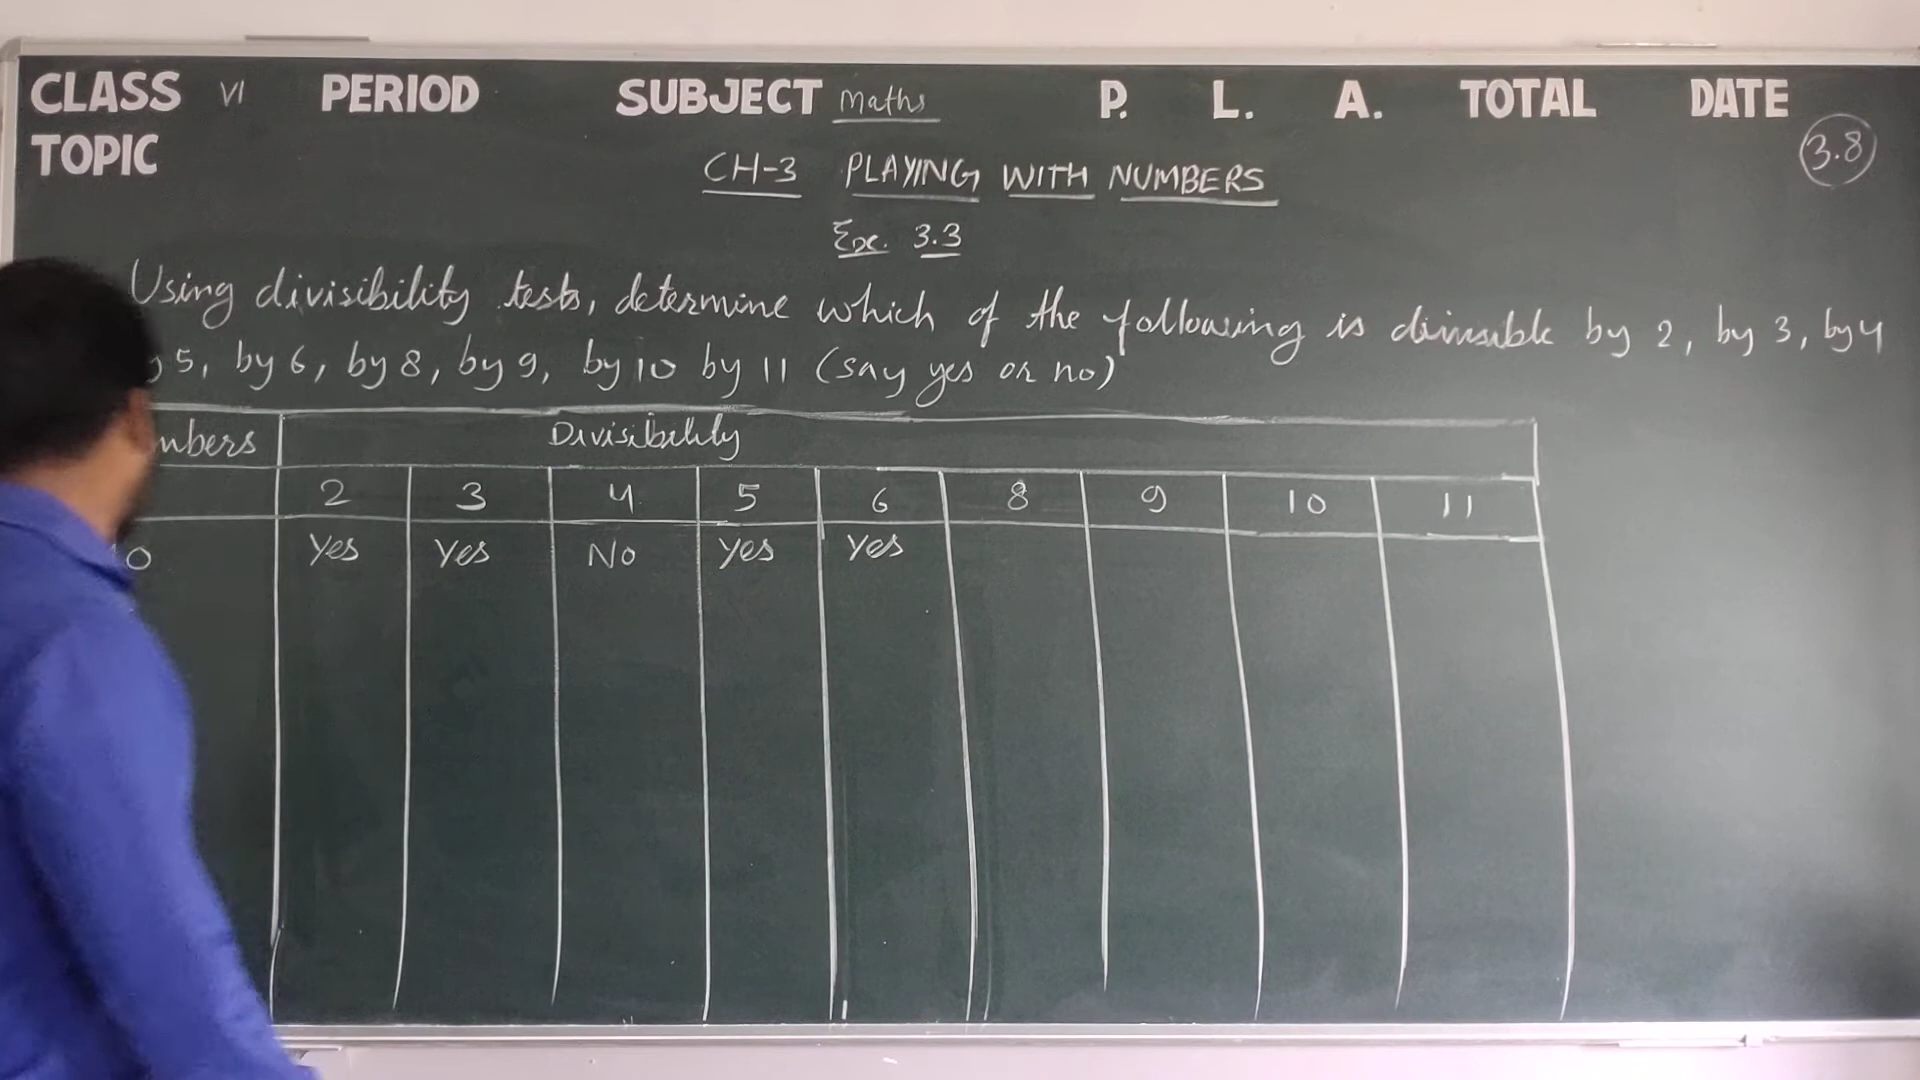 CLASS VI PERIOD SUBJECT Maths P. L. A. TOTAL DATE
TOPIC CH-3 PLAYING WITH NUMBERS 3.8
Ex. 3.3
Using divisibility tests, determine which of the following is divisible by 2, by 3, by 4
5, by 6, by 8, by 9, by 10 by 11 (say yes or no)
mbers Divisibility
2 3 4 5 6 8 9 10 11
0 Yes Yes No Yes Yes